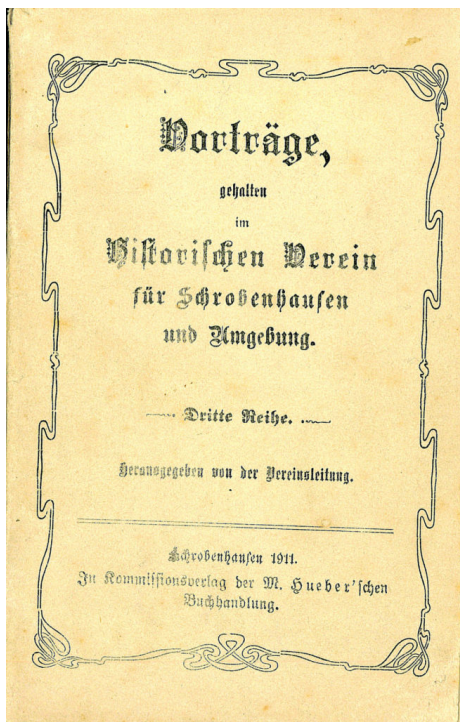 Vorträge,
gehalten
im
Historischen Verein
für Schrobenhausen
und Umgebung.
Dritte Reihe.
Herausgegeben von der Vereinsleitung.
Schrobenhausen 1911.
In Kommissionsverlag der M. Hueber'schen
Buchhandlung.